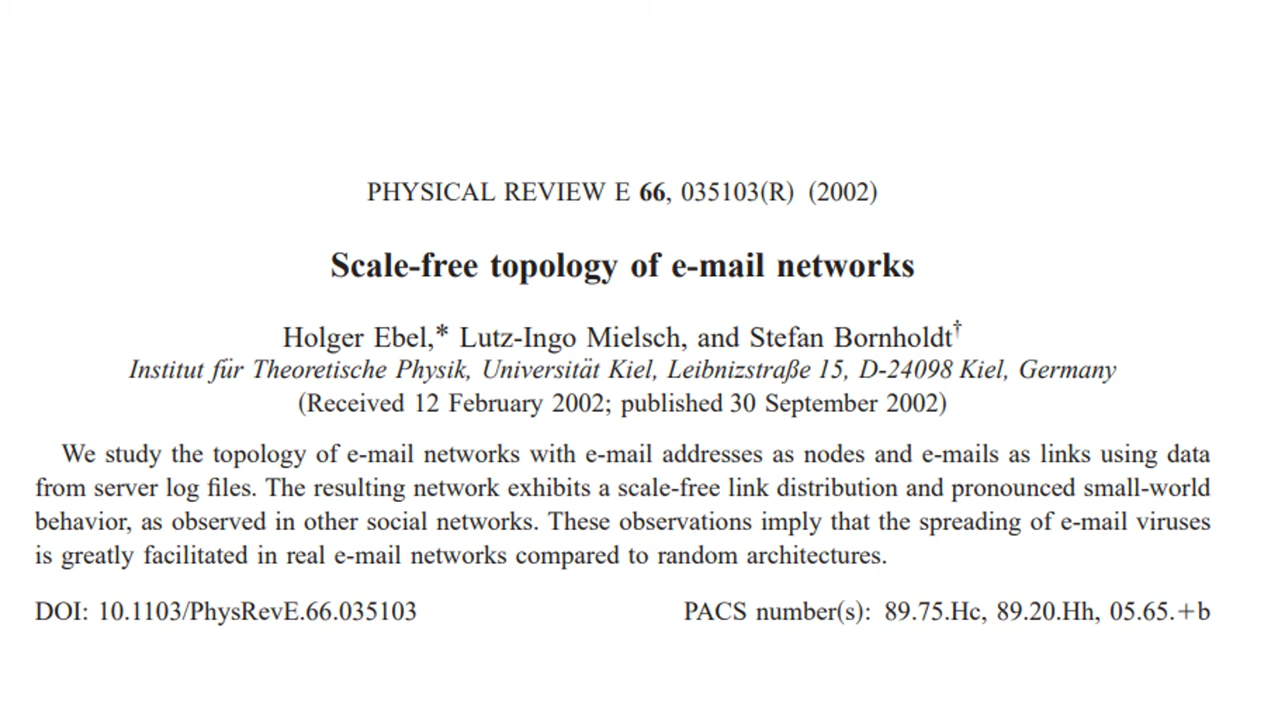 PHYSICAL REVIEW E 66, 035103(R) (2002)
Scale-free topology of e-mail networks
Holger Ebel,* Lutz-Ingo Mielsch, and Stefan Bornholdt†
Institut für Theoretische Physik, Universität Kiel, Leibnizstraße 15, D-24098 Kiel, Germany
(Received 12 February 2002; published 30 September 2002)
We study the topology of e-mail networks with e-mail addresses as nodes and e-mails as links using data
from server log files. The resulting network exhibits a scale-free link distribution and pronounced small-world
behavior, as observed in other social networks. These observations imply that the spreading of e-mail viruses
is greatly facilitated in real e-mail networks compared to random architectures.
DOI: 10.1103/PhysRevE.66.035103 PACS number(s): 89.75.Hc, 89.20.Hh, 05.65.+b